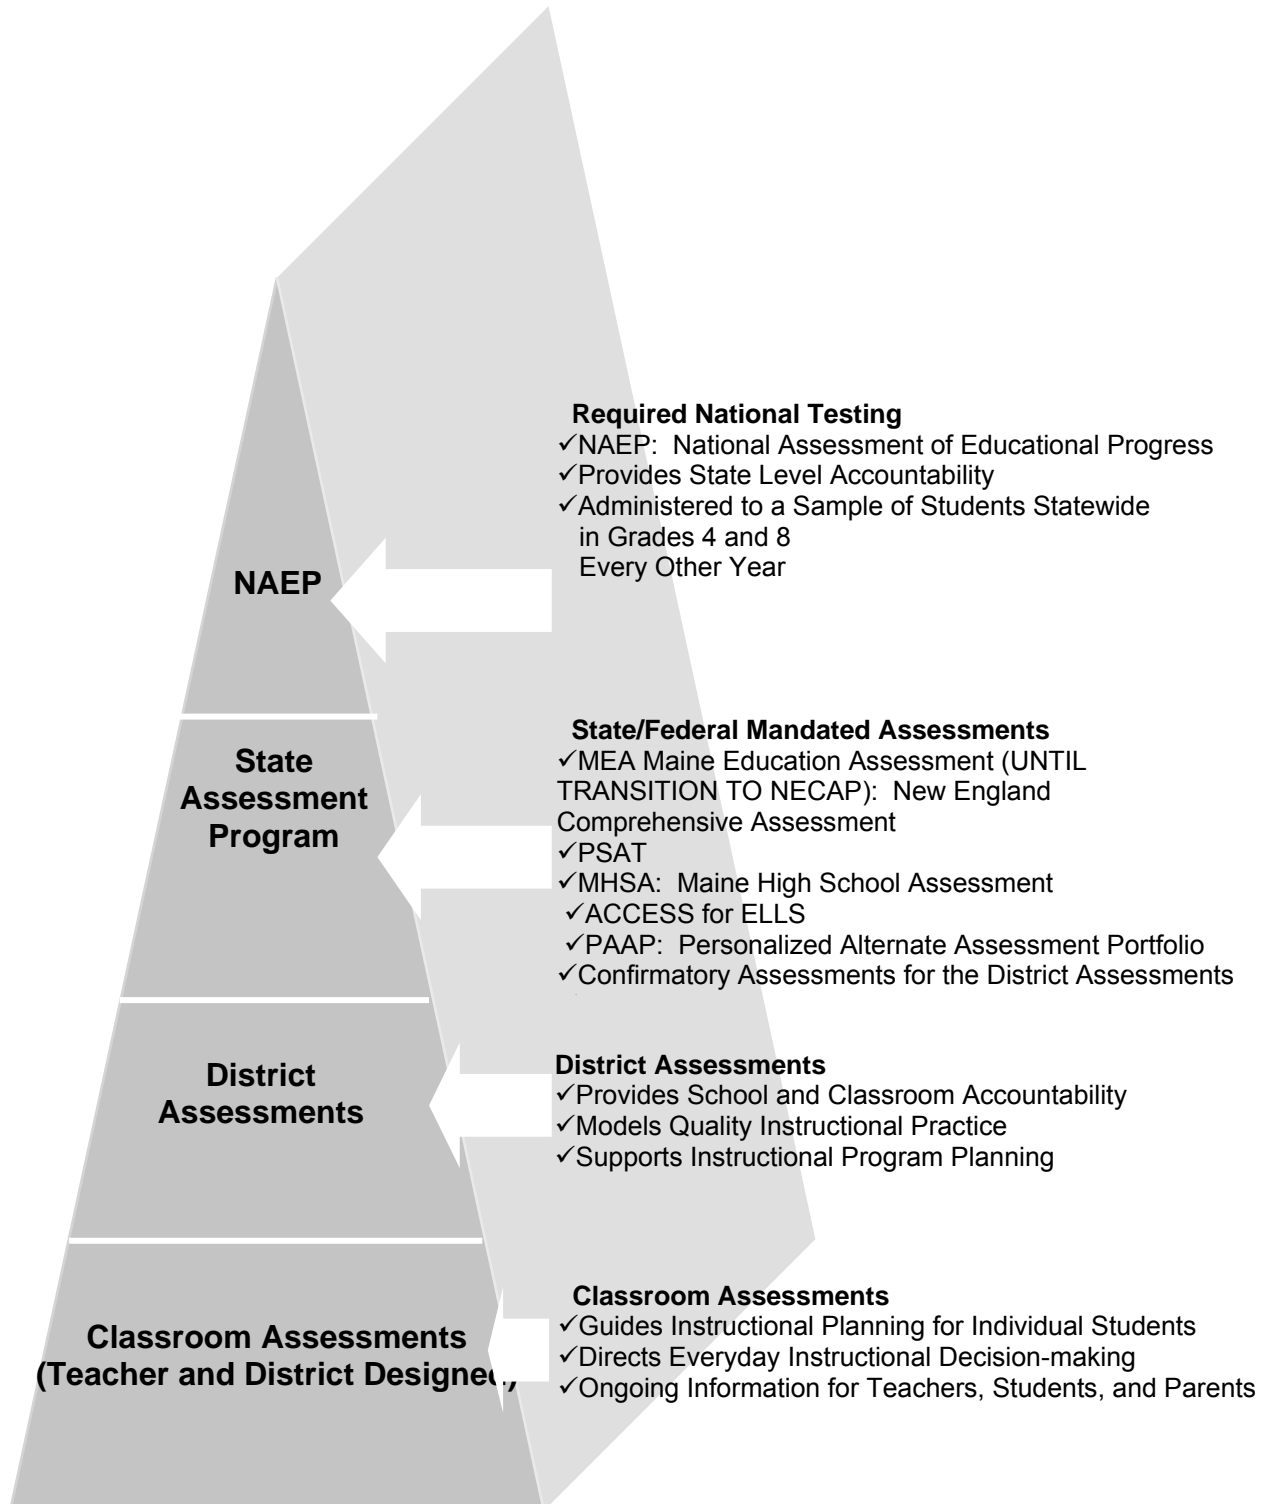 Required National Testing
✓NAEP: National Assessment of Educational Progress
✓Provides State Level Accountability
✓Administered to a Sample of Students Statewide
in Grades 4 and 8
Every Other Year
NAEP
State/Federal Mandated Assessments
✓MEA Maine Education Assessment (UNTIL
TRANSITION TO NECAP): New England
Comprehensive Assessment
✓PSAT
✓MHSA: Maine High School Assessment
✓ACCESS for ELLS
✓PAAP: Personalized Alternate Assessment Portfolio
✓Confirmatory Assessments for the District Assessments
State
Assessment
Program
District Assessments
✓Provides School and Classroom Accountability
✓Models Quality Instructional Practice
✓Supports Instructional Program Planning
District
Assessments
Classroom Assessments
✓Guides Instructional Planning for Individual Students
✓Directs Everyday Instructional Decision-making
✓Ongoing Information for Teachers, Students, and Parents
Classroom Assessments
(Teacher and District Designed)